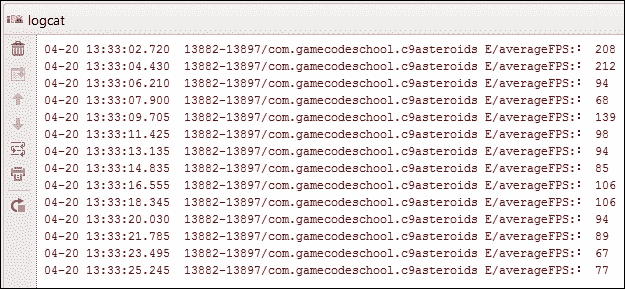 logcat
04-20 13:33:02.720 13882-13897/com.gamecodeschool.c9asteroids E/averageFPS:: 208
04-20 13:33:04.430 13882-13897/com.gamecodeschool.c9asteroids E/averageFPS:: 212
04-20 13:33:06.210 13882-13897/com.gamecodeschool.c9asteroids E/averageFPS:: 94
04-20 13:33:07.900 13882-13897/com.gamecodeschool.c9asteroids E/averageFPS:: 68
04-20 13:33:09.705 13882-13897/com.gamecodeschool.c9asteroids E/averageFPS:: 139
04-20 13:33:11.425 13882-13897/com.gamecodeschool.c9asteroids E/averageFPS:: 98
04-20 13:33:13.135 13882-13897/com.gamecodeschool.c9asteroids E/averageFPS:: 94
04-20 13:33:14.835 13882-13897/com.gamecodeschool.c9asteroids E/averageFPS:: 85
04-20 13:33:16.555 13882-13897/com.gamecodeschool.c9asteroids E/averageFPS:: 106
04-20 13:33:18.345 13882-13897/com.gamecodeschool.c9asteroids E/averageFPS:: 106
04-20 13:33:20.030 13882-13897/com.gamecodeschool.c9asteroids E/averageFPS:: 94
04-20 13:33:21.785 13882-13897/com.gamecodeschool.c9asteroids E/averageFPS:: 89
04-20 13:33:23.495 13882-13897/com.gamecodeschool.c9asteroids E/averageFPS:: 67
04-20 13:33:25.245 13882-13897/com.gamecodeschool.c9asteroids E/averageFPS:: 77